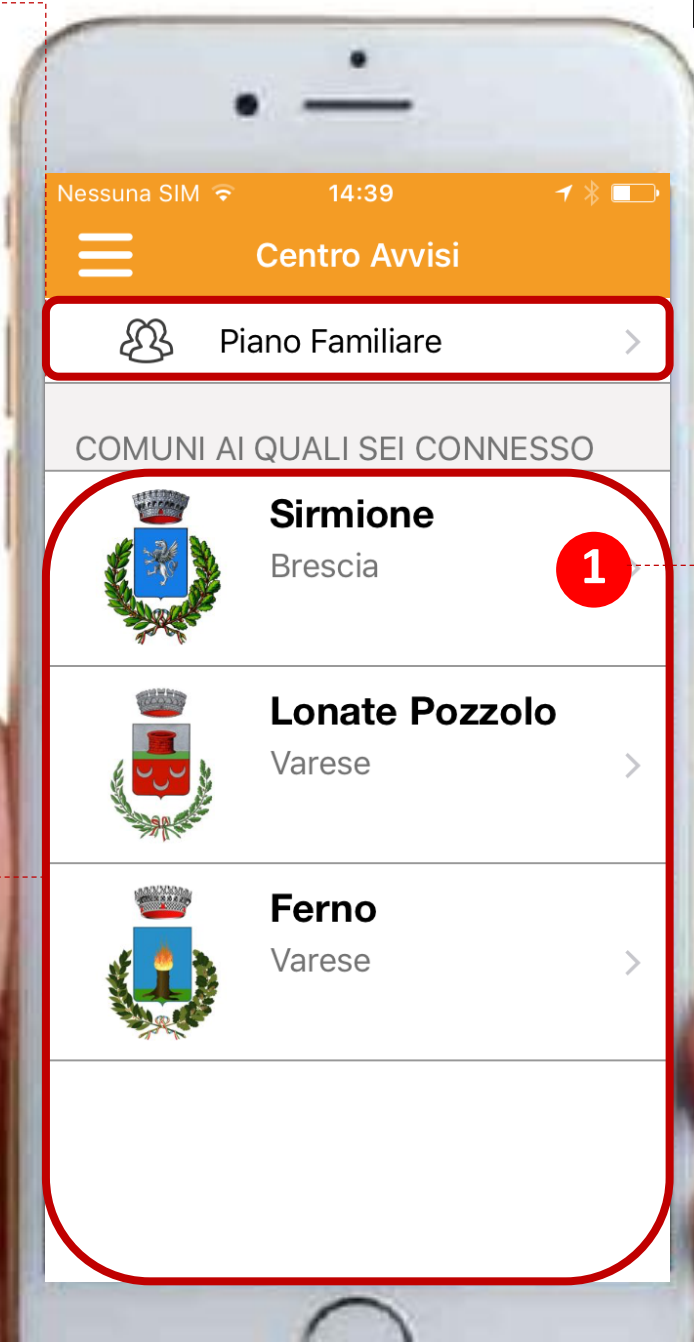 Nessuna SIM 14:39
Centro Avvisi
Piano Familiare
COMUNI AI QUALI SEI CONNESSO
Sirmione
Brescia
1
Lonate Pozzolo
Varese
Ferno
Varese